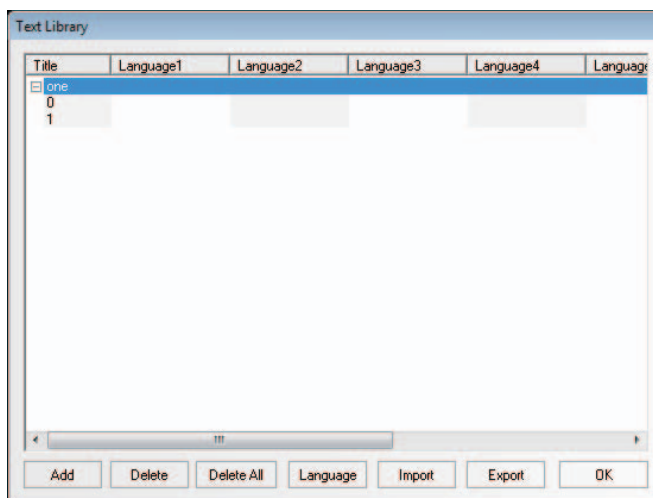 Text Library
Title Language1 Language2 Language3 Language4 Language
one
0
1
Add Delete Delete All Language Import Export OK